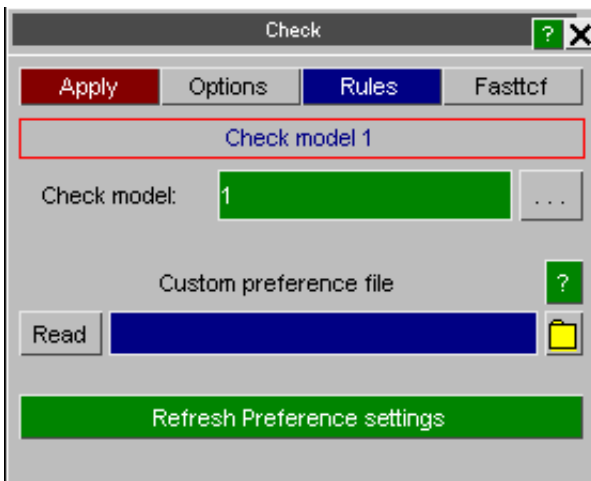 Check ?
Apply Options Rules Fasttcf
Check model 1
Check model: 1 ...
Custom preference file ?
Read
Refresh Preference settings